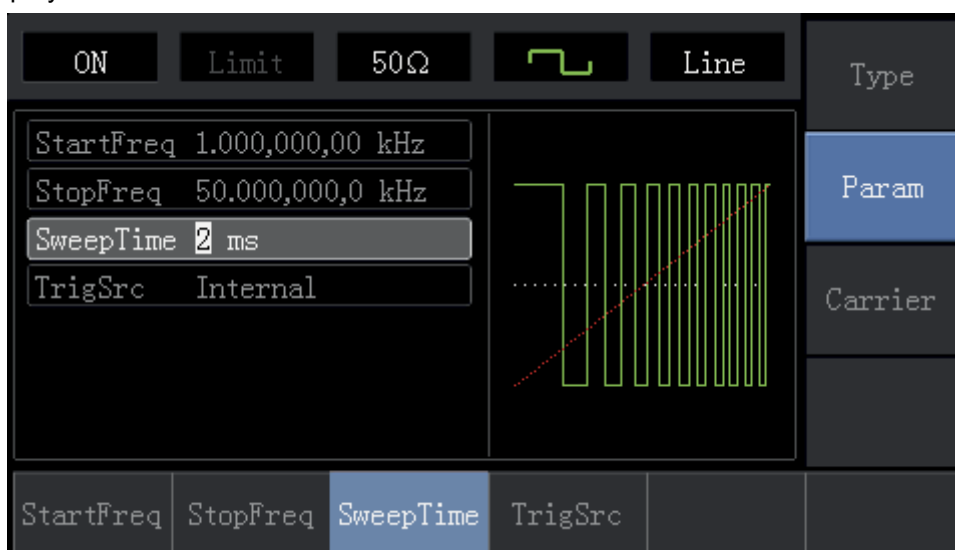 ON Limit 50Ω Line
Type
StartFreq 1.000,000,00 kHz
StopFreq 50.000,000,0 kHz
Param
SweepTime 2 ms
TrigSrc Internal
Carrier
StartFreq StopFreq SweepTime TrigSrc